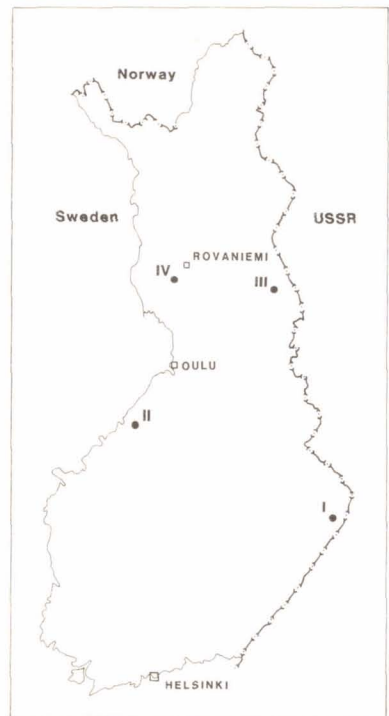 Norway
Sweden
USSR
ROVANIEMI
IV
III
OULU
II
I
HELSINKI